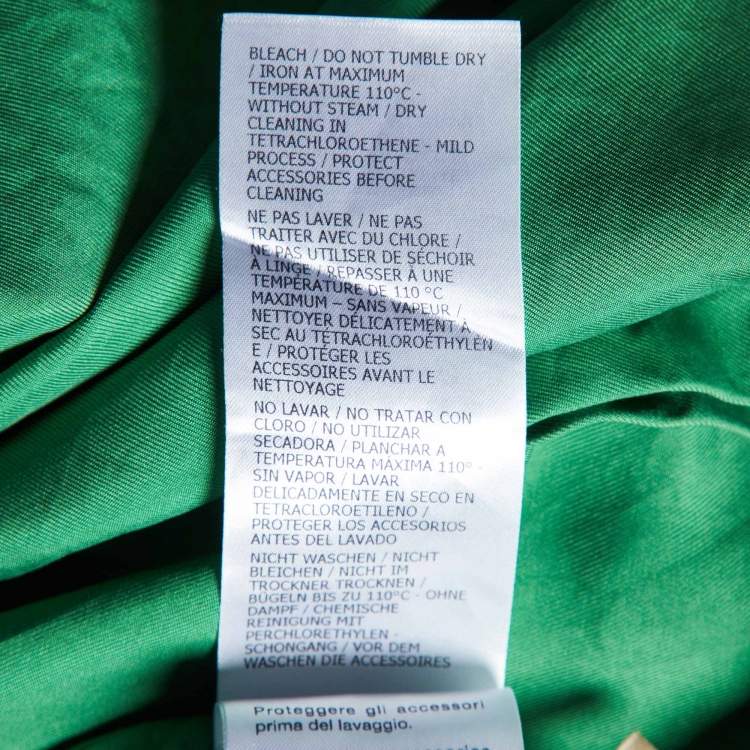 BLEACH / DO NOT TUMBLE DRY
/ IRON AT MAXIMUM
TEMPERATURE 110°C -
WITHOUT STEAM / DRY
CLEANING IN
TETRACHLOROETHENE - MILD
PROCESS / PROTECT
ACCESSORIES BEFORE
CLEANING
NE PAS LAVER / NE PAS
TRAITER AVEC DU CHLORE /
NE PAS UTILISER DE SÉCHOIR
À LINGE / REPASSER À UNE
TEMPÉRATURE DE 110 °C
MAXIMUM – SANS VAPEUR /
NETTOYER DÉLICATEMENT À
SEC AU TÉTRACHLOROÉTHYLÈN
E / PROTÉGER LES
ACCESSOIRES AVANT LE
NETTOYAGE
NO LAVAR / NO TRATAR CON
CLORO / NO UTILIZAR
SECADORA / PLANCHAR A
TEMPERATURA MÁXIMA 110° -
SIN VAPOR / LAVAR
DELICADAMENTE EN SECO EN
TETRACLOROETILENO /
PROTEGER LOS ACCESORIOS
ANTES DEL LAVADO
NICHT WASCHEN / NICHT
BLEICHEN / NICHT IM
TROCKNER TROCKNEN /
BÜGELN BIS ZU 110°C - OHNE
DAMPF / CHEMISCHE
REINIGUNG MIT
PERCHLORETHYLEN -
SCHONGANG / VOR DEM
WASCHEN DIE ACCESSOIRES
Proteggere gli accessori
prima del lavaggio.